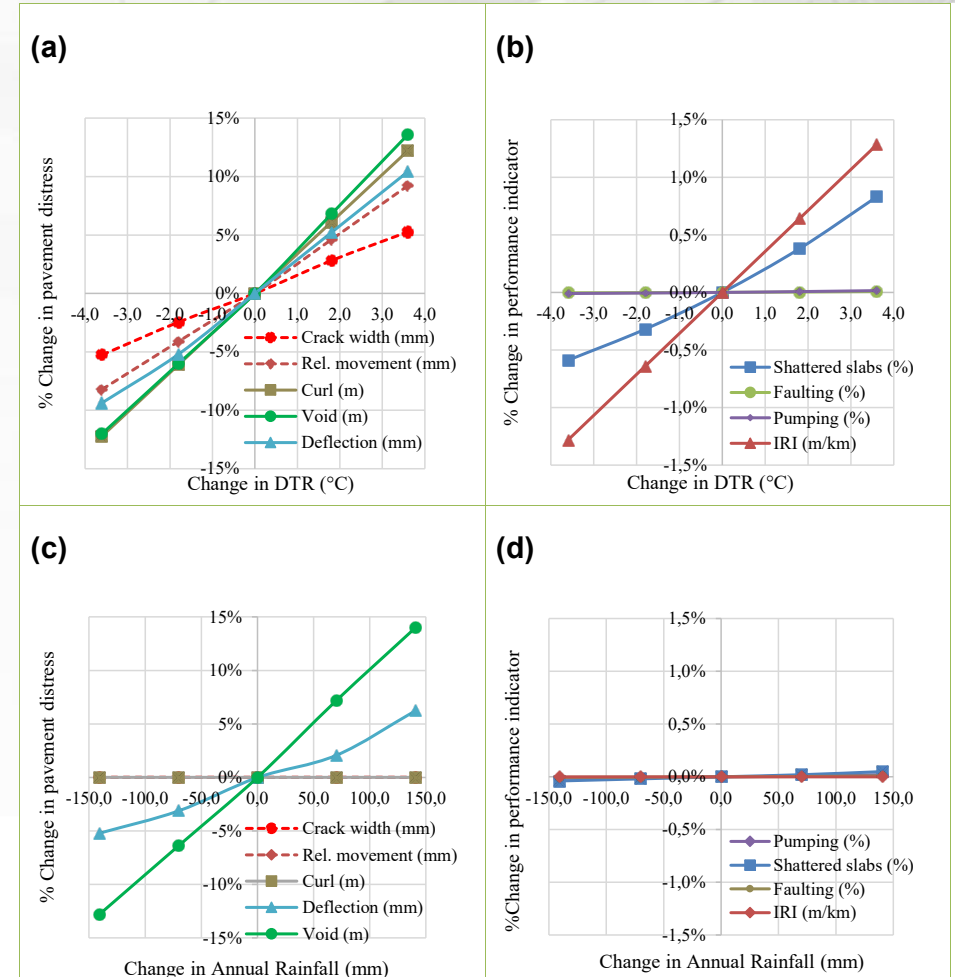 (a)
% Change in pavement distress
15%
10%
5%
0%
-5%
-10%
-15%
-4,0 -3,0 -2,0 -1,0 0,0 1,0 2,0 3,0 4,0
Crack width (mm)
Rel. movement (mm)
Curl (m)
Void (m)
Deflection (mm)
Change in DTR (°C)
(b)
% Change in performance indicator
1,5%
1,0%
0,5%
0,0%
-0,5%
-1,0%
-1,5%
-4,0 -3,0 -2,0 -1,0 0,0 1,0 2,0 3,0 4,0
Shattered slabs (%)
Faulting (%)
Pumping (%)
IRI (m/km)
Change in DTR (°C)
(c)
% Change in pavement distress
15%
10%
5%
0%
-5%
-10%
-15%
-150,0 -100,0 -50,0 0,0 50,0 100,0 150,0
Crack width (mm)
Rel. movement (mm)
Curl (m)
Deflection (mm)
Void (m)
Change in Annual Rainfall (mm)
(d)
%Change in performance indicator
1,5%
1,0%
0,5%
0,0%
-0,5%
-1,0%
-1,5%
-150,0 -100,0 -50,0 0,0 50,0 100,0 150,0
Pumping (%)
Shattered slabs (%)
Faulting (%)
IRI (m/km)
Change in Annual Rainfall (mm)